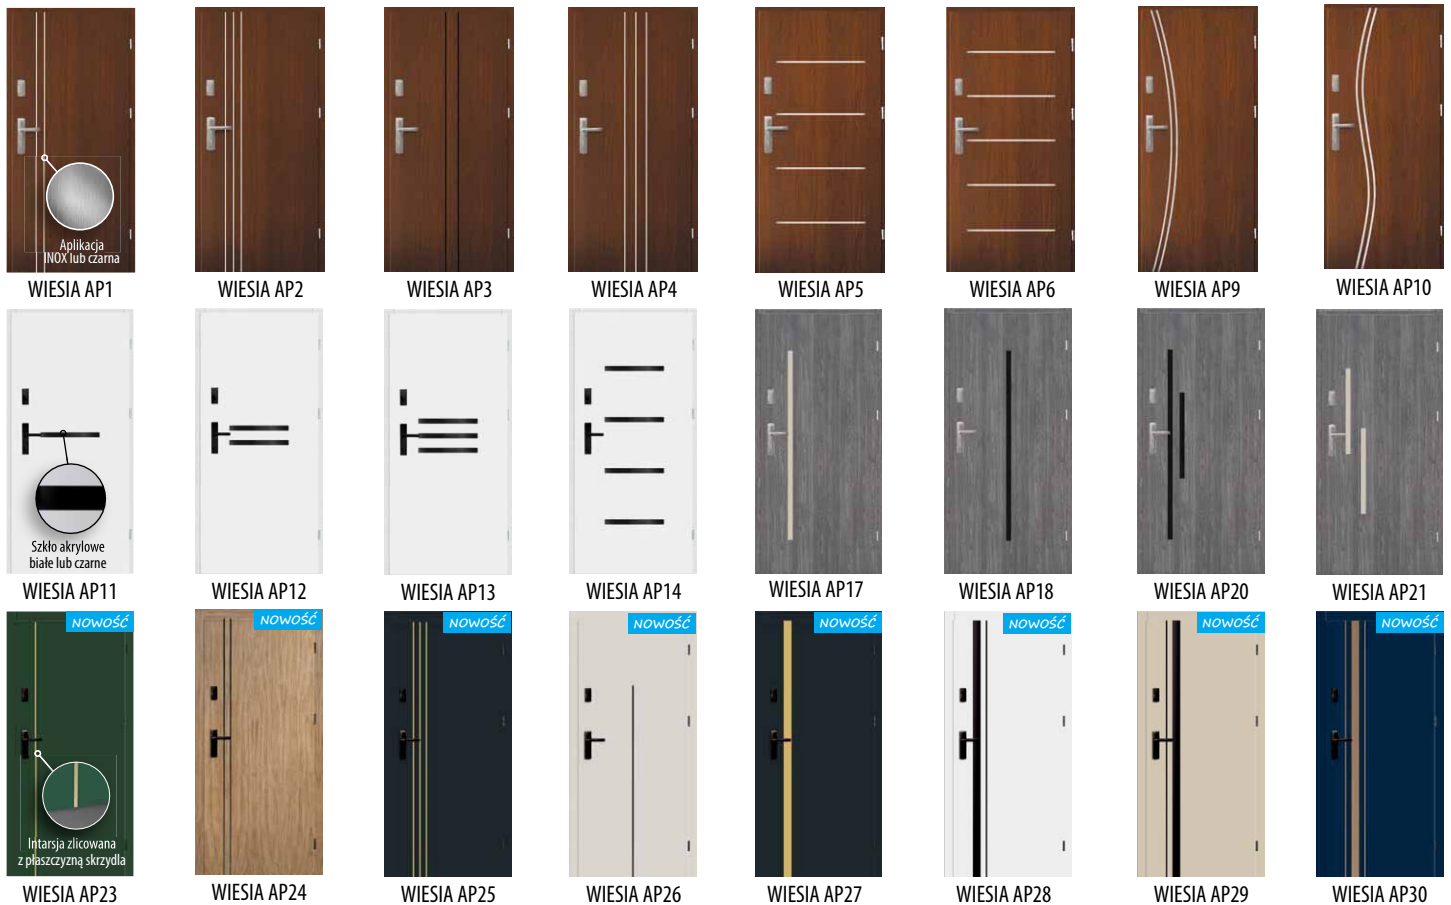 Aplikacja
INOX lub czarna
WIESIA AP1
WIESIA AP2
WIESIA AP3
WIESIA AP4
WIESIA AP5
WIESIA AP6
WIESIA AP9
WIESIA AP10
Szkło akrylowe
białe lub czarne
WIESIA AP11
WIESIA AP12
WIESIA AP13
WIESIA AP14
WIESIA AP17
WIESIA AP18
WIESIA AP20
WIESIA AP21
NOWOŚĆ
NOWOŚĆ
NOWOŚĆ
NOWOŚĆ
NOWOŚĆ
NOWOŚĆ
NOWOŚĆ
NOWOŚĆ
Intarsja zlicowana
z płaszczyzną skrzydła
WIESIA AP23
WIESIA AP24
WIESIA AP25
WIESIA AP26
WIESIA AP27
WIESIA AP28
WIESIA AP29
WIESIA AP30